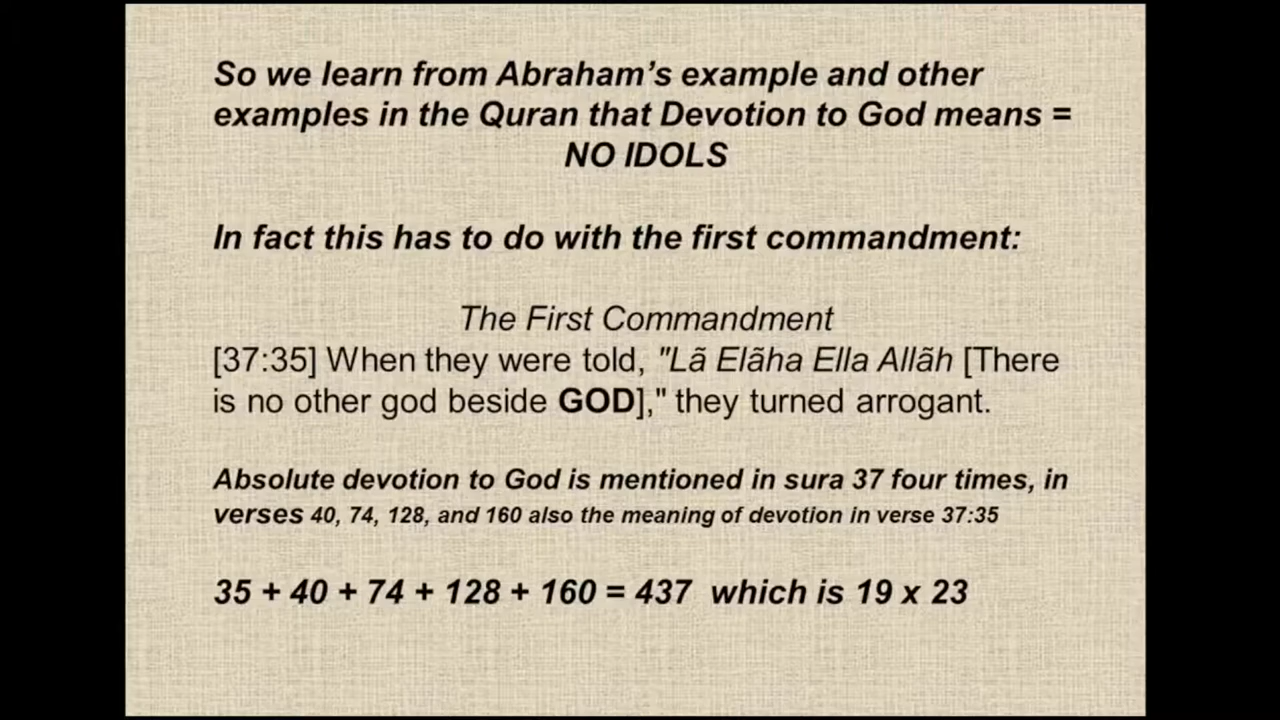 So we learn from Abraham's example and other
examples in the Quran that Devotion to God means =
NO IDOLS
In fact this has to do with the first commandment:
The First Commandment
[37:35] When they were told, "Lã Elãha Ella Allãh [There
is no other god beside GOD]," they turned arrogant.
Absolute devotion to God is mentioned in sura 37 four times, in
verses 40, 74, 128, and 160 also the meaning of devotion in verse 37:35
35 + 40 + 74 + 128 + 160 = 437 which is 19 x 23